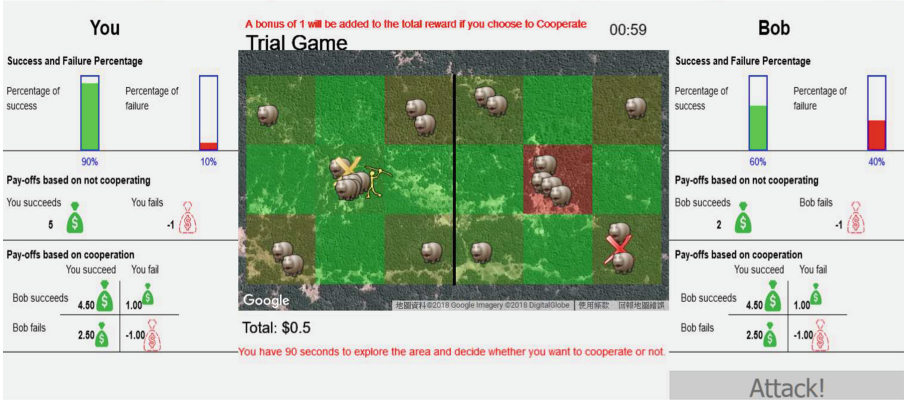 You
Success and Failure Percentage
Percentage of
success
Percentage of
failure
90%
10%
Pay-offs based on not cooperating
You succeeds
You fails
5
$
-1
$
Pay-offs based on cooperation
You succeed
You fail
Bob succeeds
4.50
$
1.00
$
Bob fails
2.50
$
-1.00
$
A bonus of 1 will be added to the total reward if you choose to Cooperate
Trial Game
00:59
Google
地圖資料©2018 Google Imagery ©2018 DigitalGlobe
使用條款
回報地圖錯誤
Total: $0.5
You have 90 seconds to explore the area and decide whether you want to cooperate or not.
Bob
Success and Failure Percentage
Percentage of
success
Percentage of
failure
60%
40%
Pay-offs based on not cooperating
Bob succeeds
Bob fails
2
$
-1
$
Pay-offs based on cooperation
You succeed
You fail
Bob succeeds
4.50
$
1.00
$
Bob fails
2.50
$
-1.00
$
Attack!